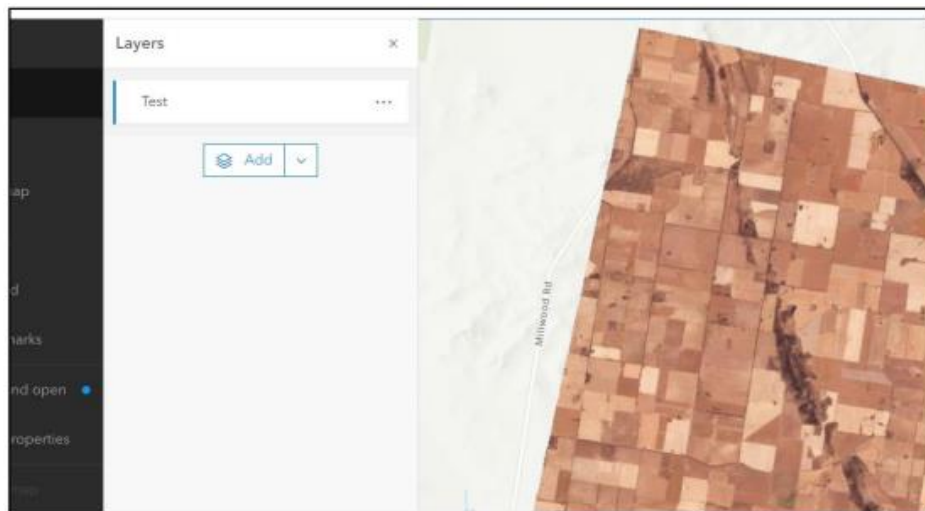 Layers ×
Test ...
Add
ap
d
narks
nd open
roperties
Millwood Rd